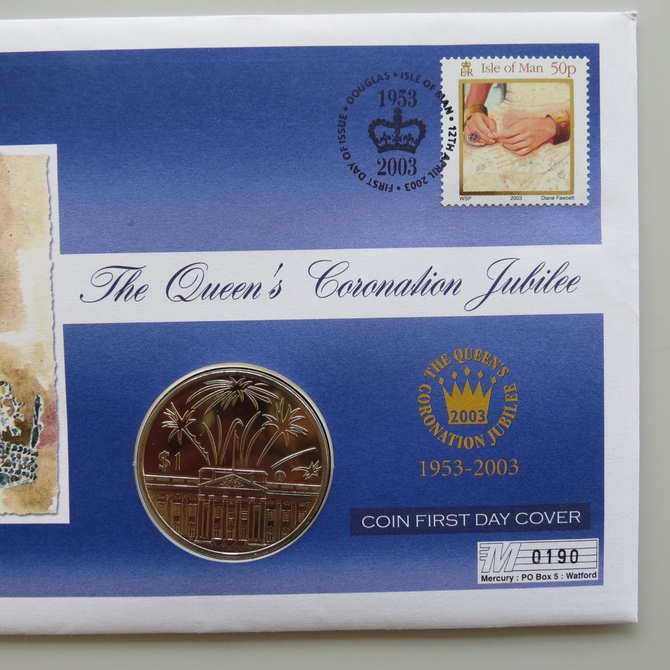 DOUGLAS • ISLE OF MAN • 12TH APRIL 2003 • FIRST DAY OF ISSUE •
1953
2003
ER Isle of Man 50p
WSP 2003 Diane Fawcett
The Queen's Coronation Jubilee
THE QUEEN'S
2003
CORONATION JUBILEE
1953-2003
$1
COIN FIRST DAY COVER
M 0190
Mercury : PO Box 5 : Watford